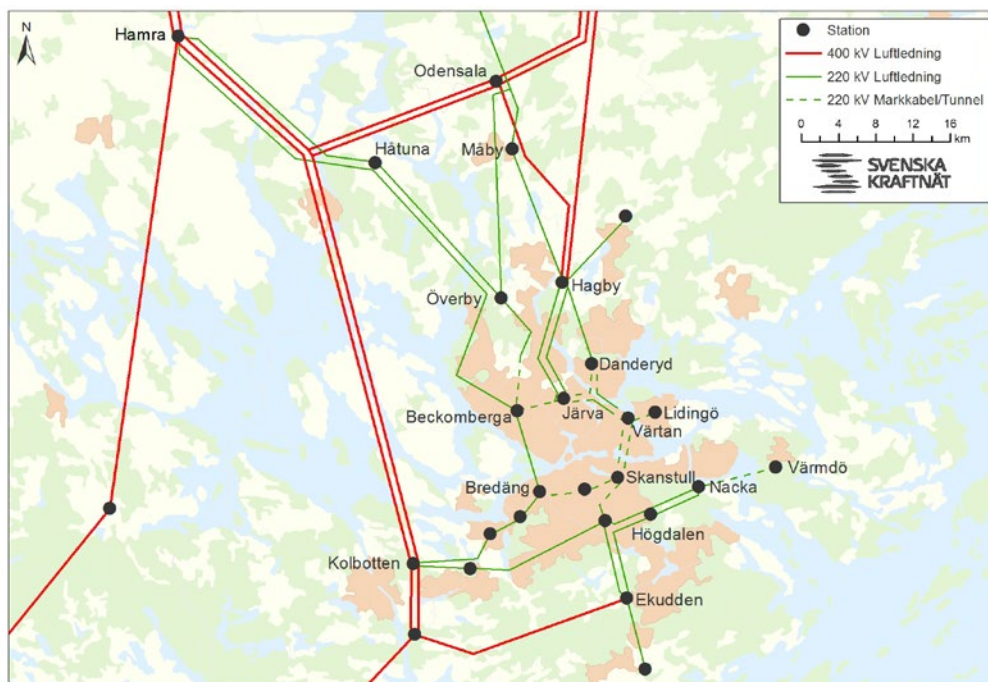 N
Hamra
Odensala
Håtuna
Måby
Överby
Hagby
Danderyd
Beckomberga
Järva
Lidingö
Värtan
Bredäng
Skanstull
Nacka
Värmdö
Högdalen
Kolbotten
Ekudden
Station
400 kV Luftledning
220 kV Luftledning
220 kV Markkabel/Tunnel
0 4 8 12 16
km
SVENSKA
KRAFTNÄT